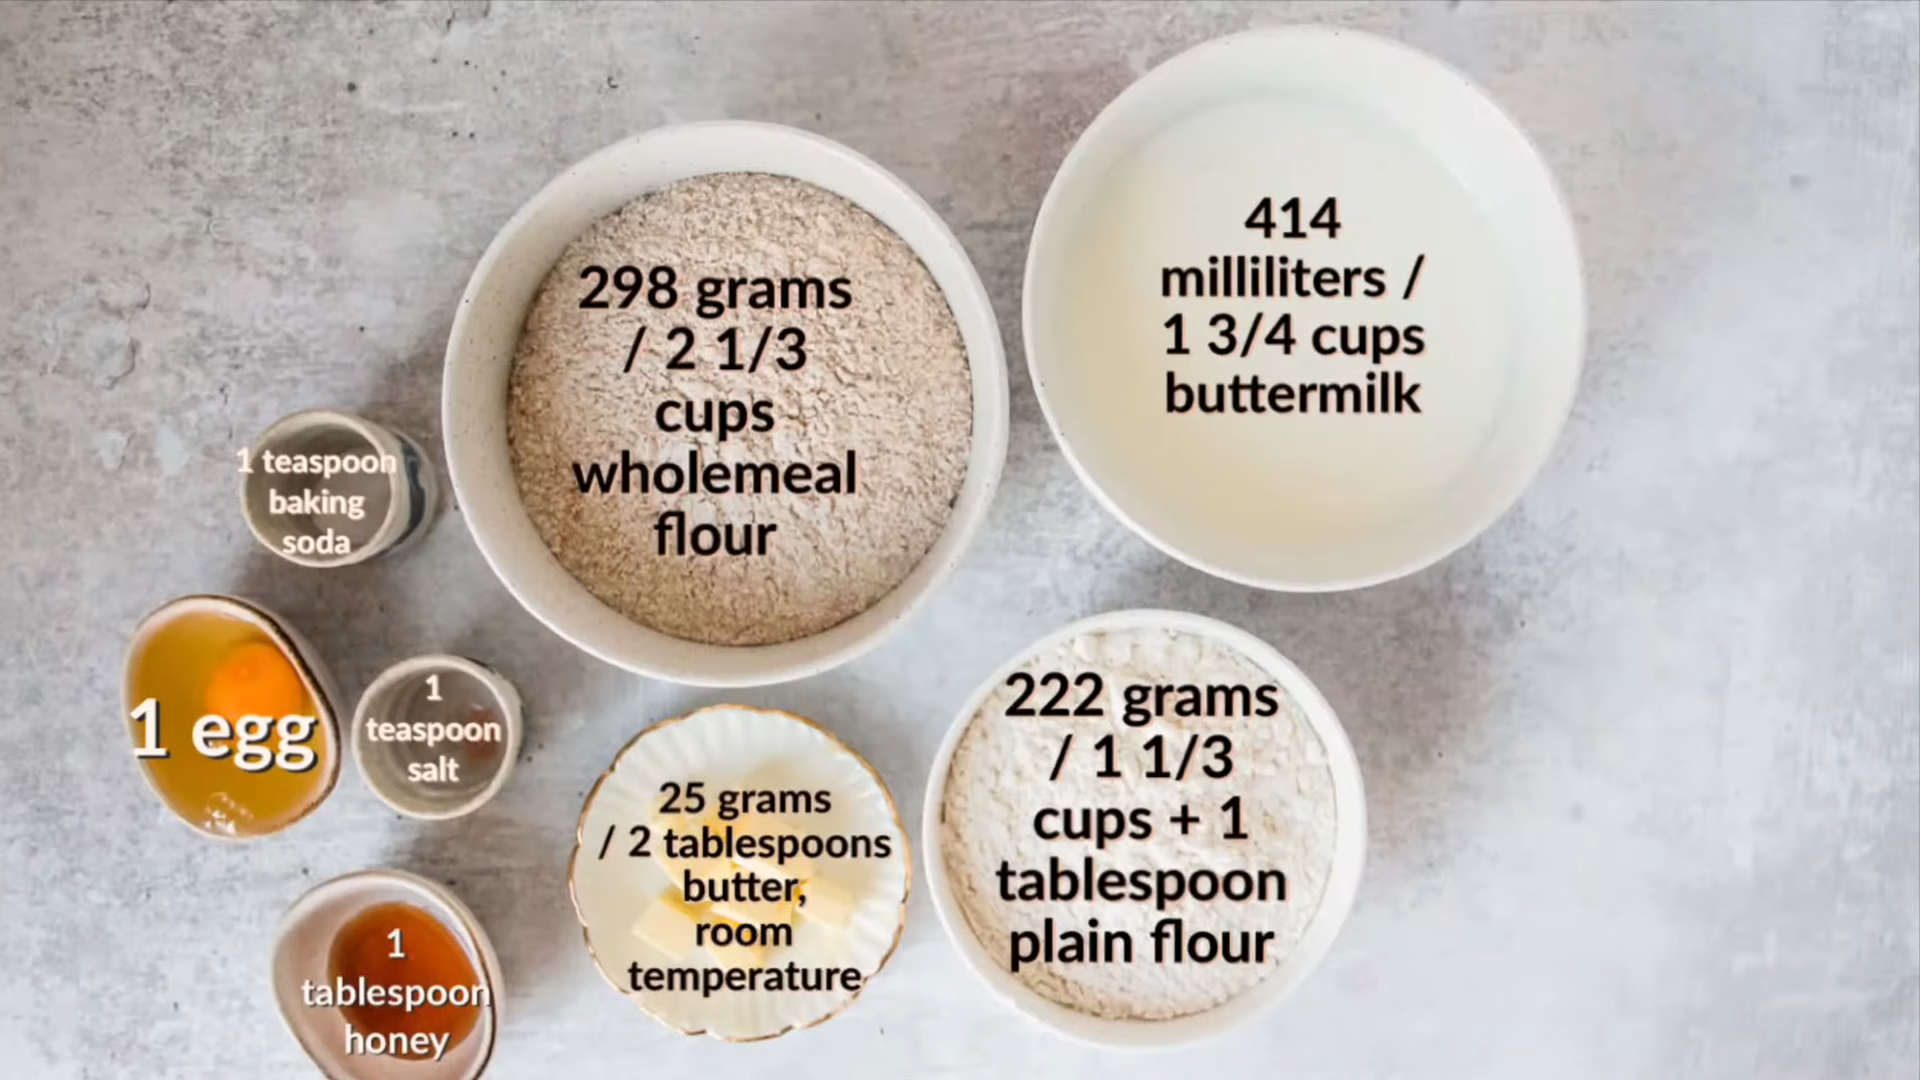 414
milliliters /
1 3/4 cups
buttermilk
298 grams
/ 2 1/3
cups
wholemeal
flour
1 teaspoon
baking
soda
1 egg
1
teaspoon
salt
222 grams
/ 1 1/3
cups + 1
tablespoon
plain flour
25 grams
/ 2 tablespoons
butter,
room
temperature
1
tablespoon
honey